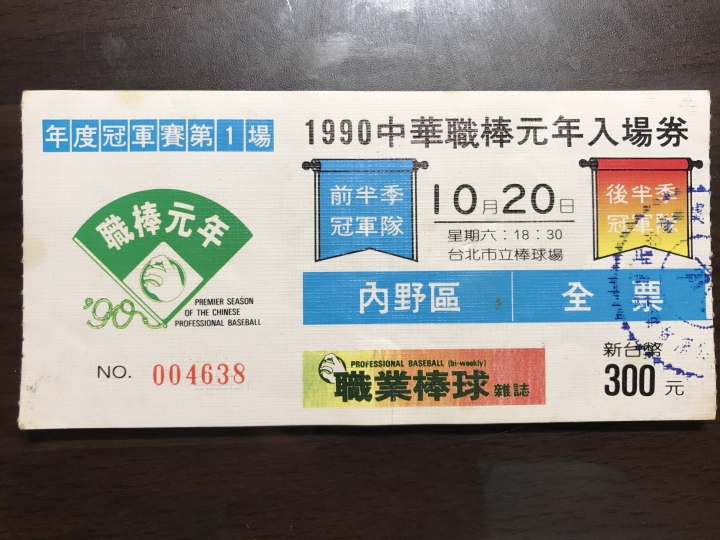 年度冠軍賽第1場
職棒元年
'90
PREMIER SEASON
OF THE CHINESE
PROFESSIONAL BASEBALL
NO. 004638
1990中華職棒元年入場券
前半季
冠軍隊
10月20日
星期六：18：30
台北市立棒球場
後半季
冠軍隊
內野區
全票
PROFESSIONAL BASEBALL (bi-weekly)
職業棒球雜誌
新台幣
300元